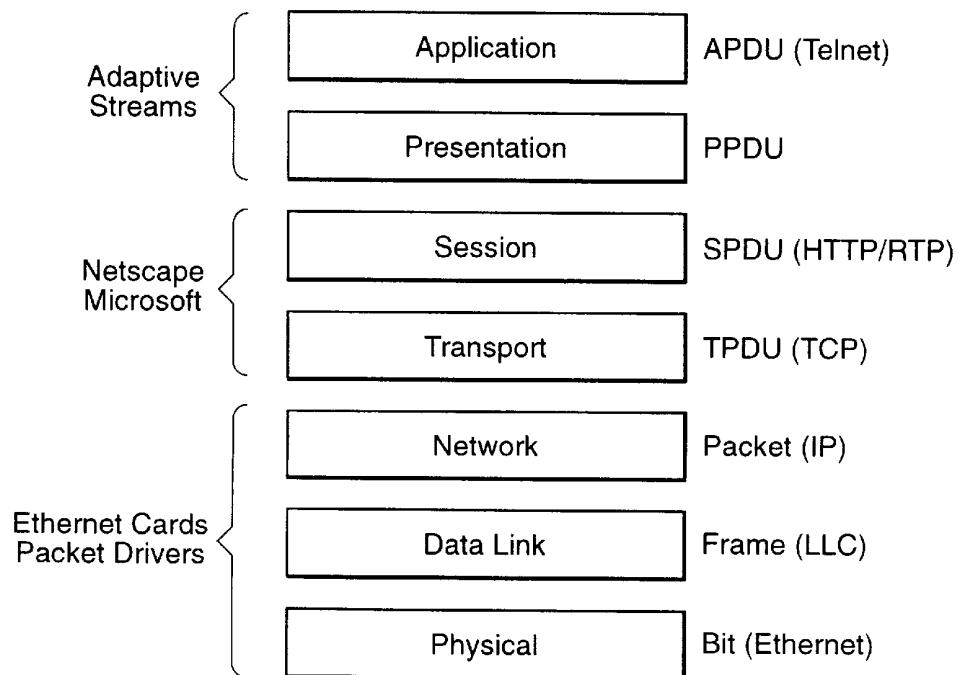 Application
APDU (Telnet)
Adaptive
Streams
Presentation
PPDU
Session
SPDU (HTTP/RTP)
Netscape
Microsoft
Transport
TPDU (TCP)
Network
Packet (IP)
Ethernet Cards
Packet Drivers
Data Link
Frame (LLC)
Physical
Bit (Ethernet)